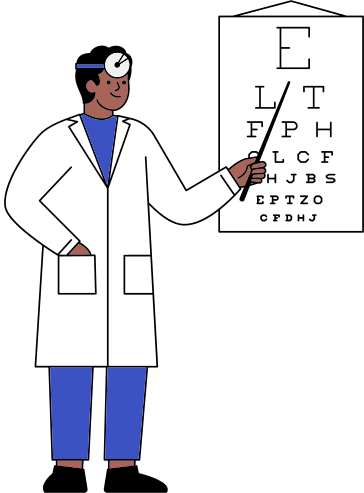 E
L T
F P H
L C F
H J B S
E P T Z O
C F D H J